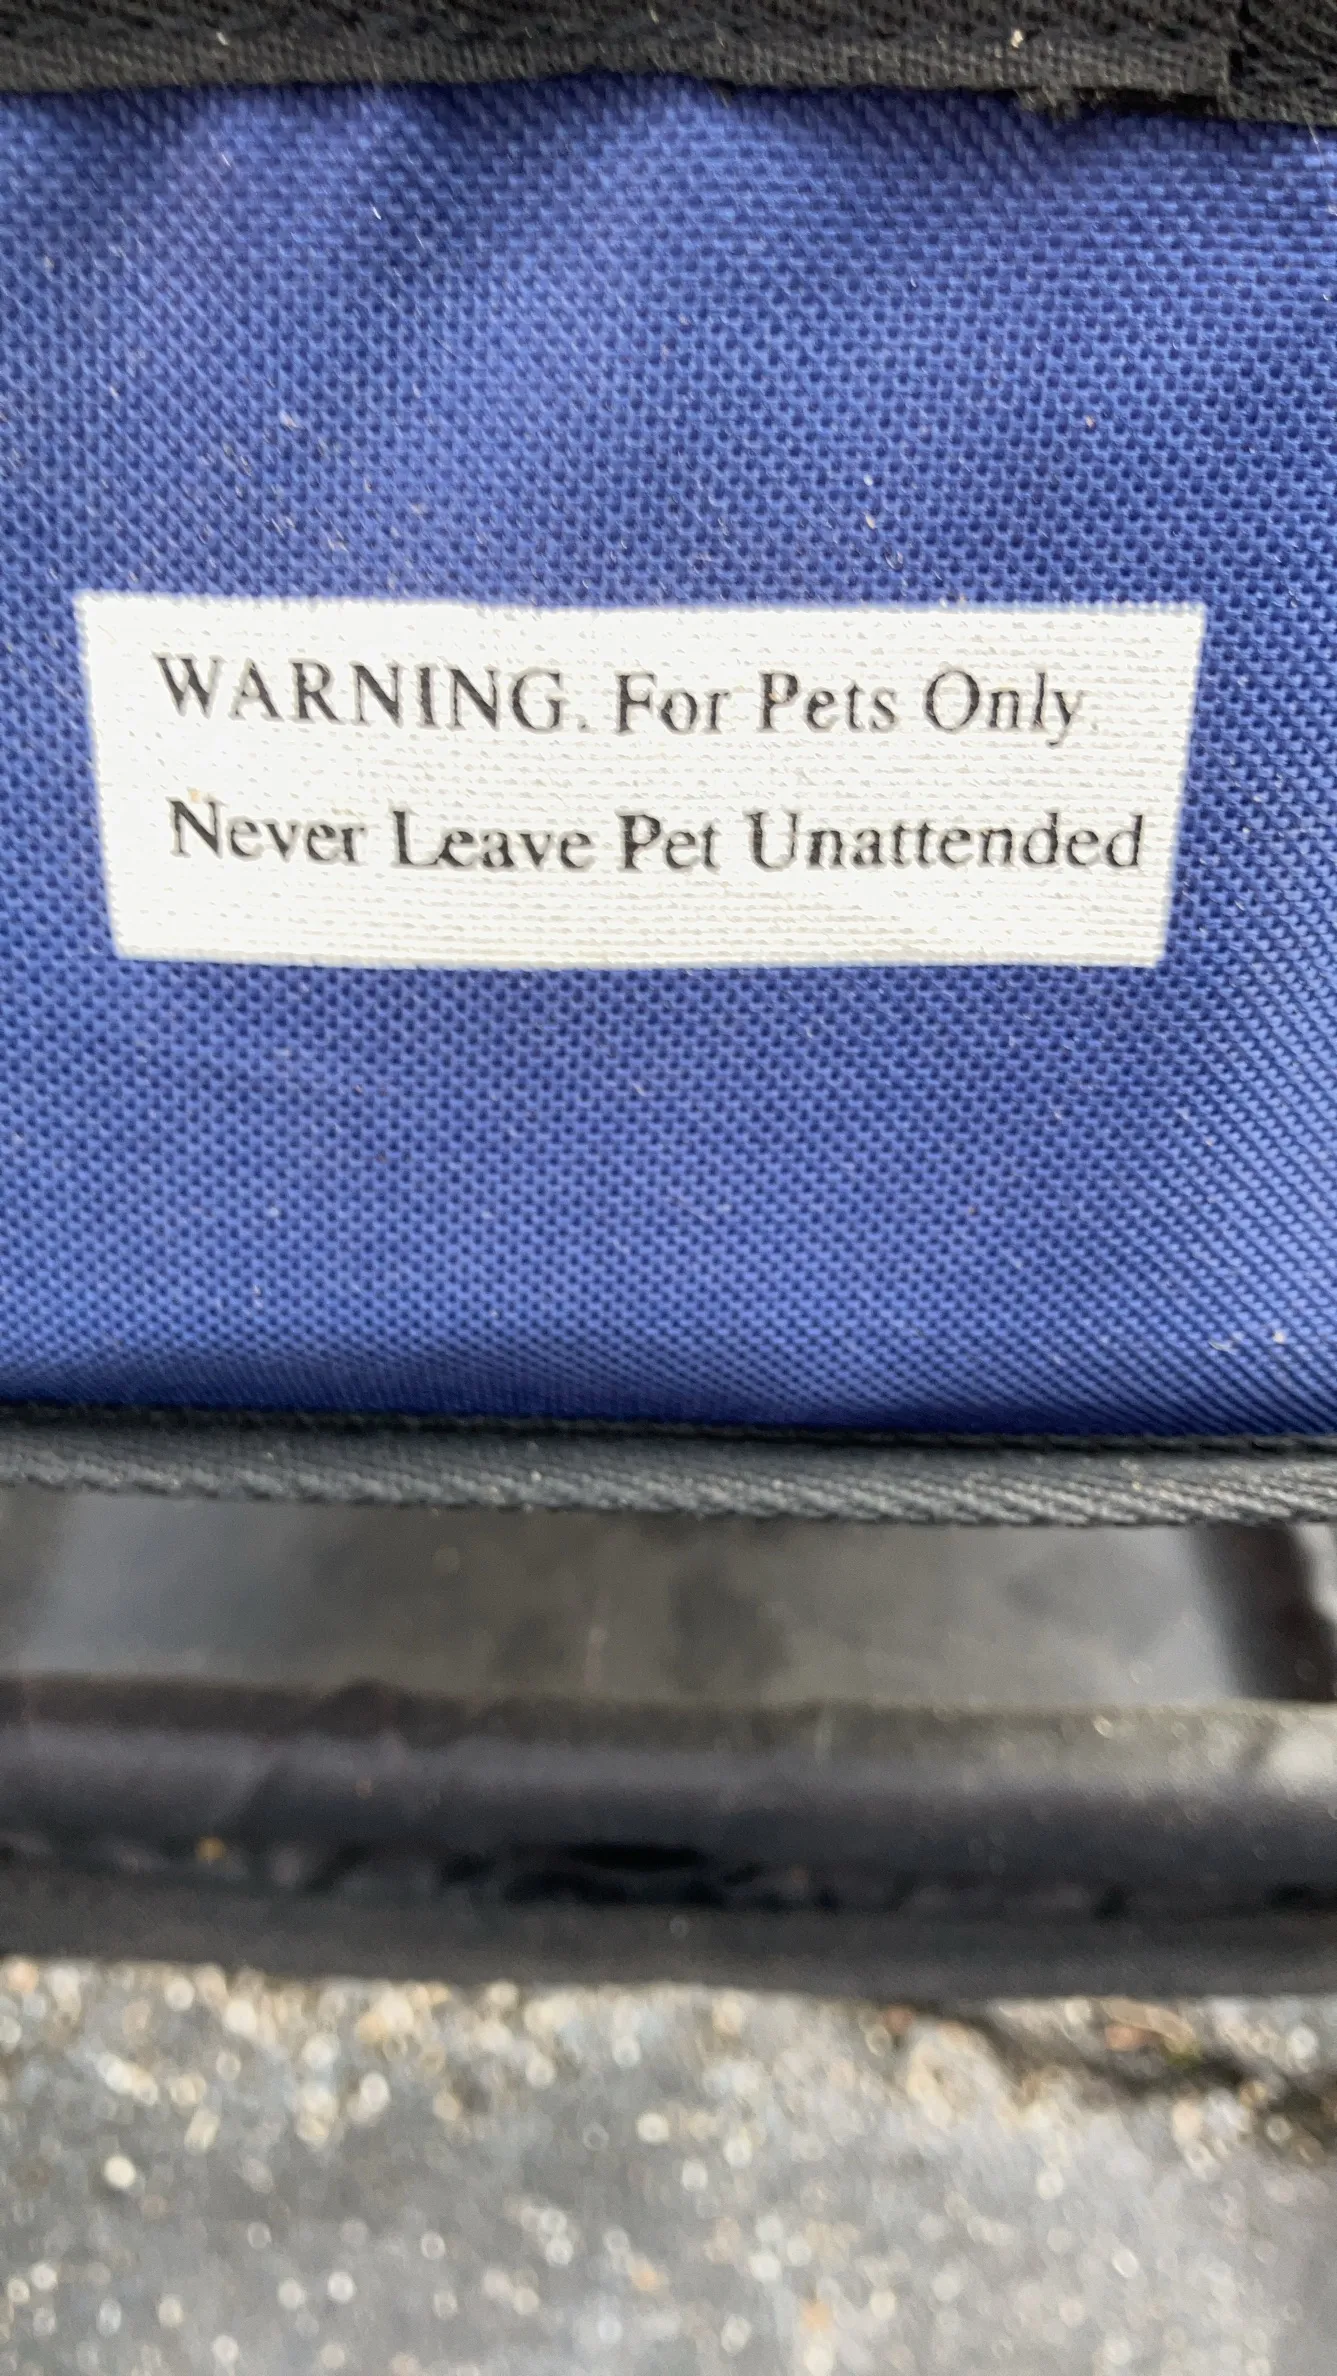 WARNING. For Pets Only.
Never Leave Pet Unattended